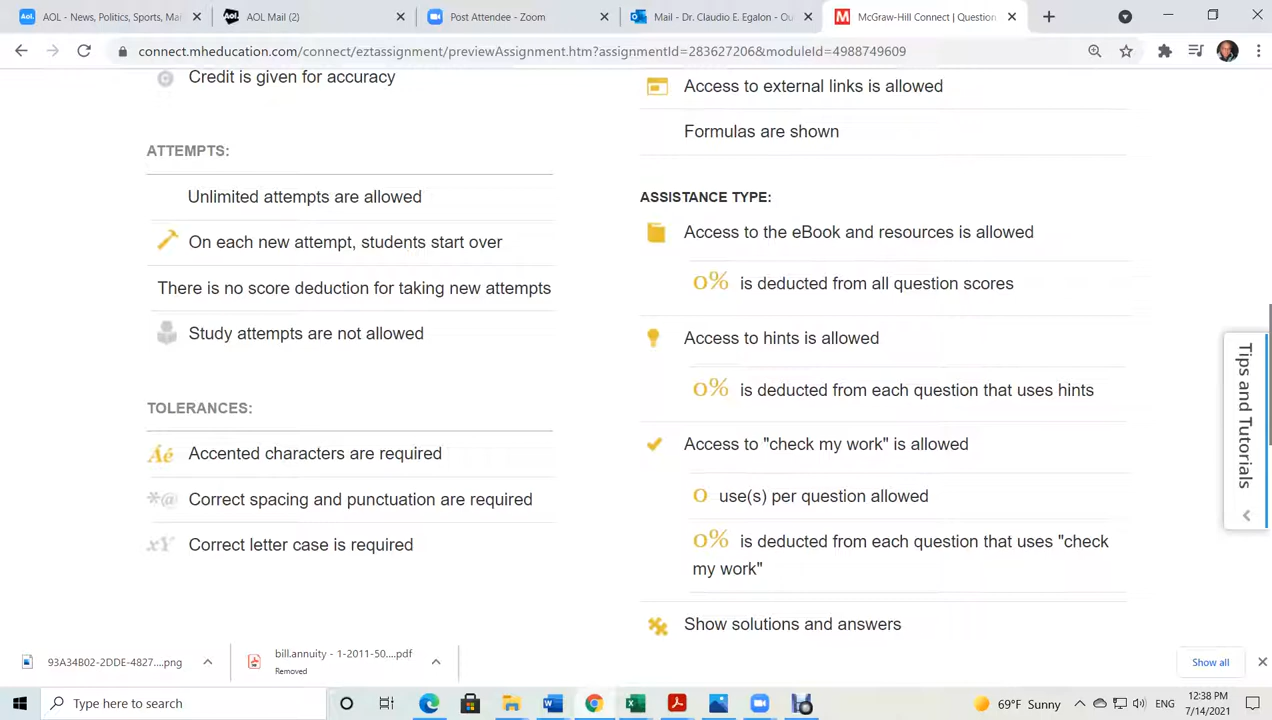 AOL - News, Politics, Sports, Ma
AOL Mail (2)
Post Attendee - Zoom
Mail - Dr. Claudio E. Egalon - Ou
McGraw-Hill Connect | Question
connect.mheducation.com/connect/eztassignment/previewAssignment.htm?assignmentId=283627206&moduleId=4988749609
Credit is given for accuracy
ATTEMPTS:
Unlimited attempts are allowed
On each new attempt, students start over
There is no score deduction for taking new attempts
Study attempts are not allowed
TOLERANCES:
Áé Accented characters are required
*@ Correct spacing and punctuation are required
xY Correct letter case is required
Access to external links is allowed
Formulas are shown
ASSISTANCE TYPE:
Access to the eBook and resources is allowed
0% is deducted from all question scores
Access to hints is allowed
0% is deducted from each question that uses hints
Access to "check my work" is allowed
0 use(s) per question allowed
0% is deducted from each question that uses "check
my work"
Show solutions and answers
Tips and Tutorials
93A34B02-2DDE-4827....png
bill.annuity - 1-2011-50....pdf
Removed
Show all
Type here to search
69°F Sunny
ENG
12:38 PM
7/14/2021